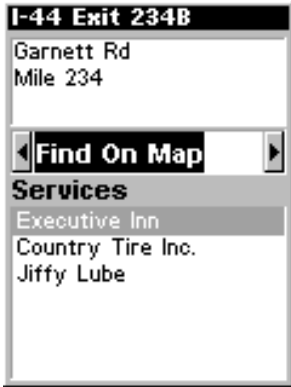 I-44 Exit 234B
Garnett Rd
Mile 234
Find On Map
Services
Executive Inn
Country Tire Inc.
Jiffy Lube